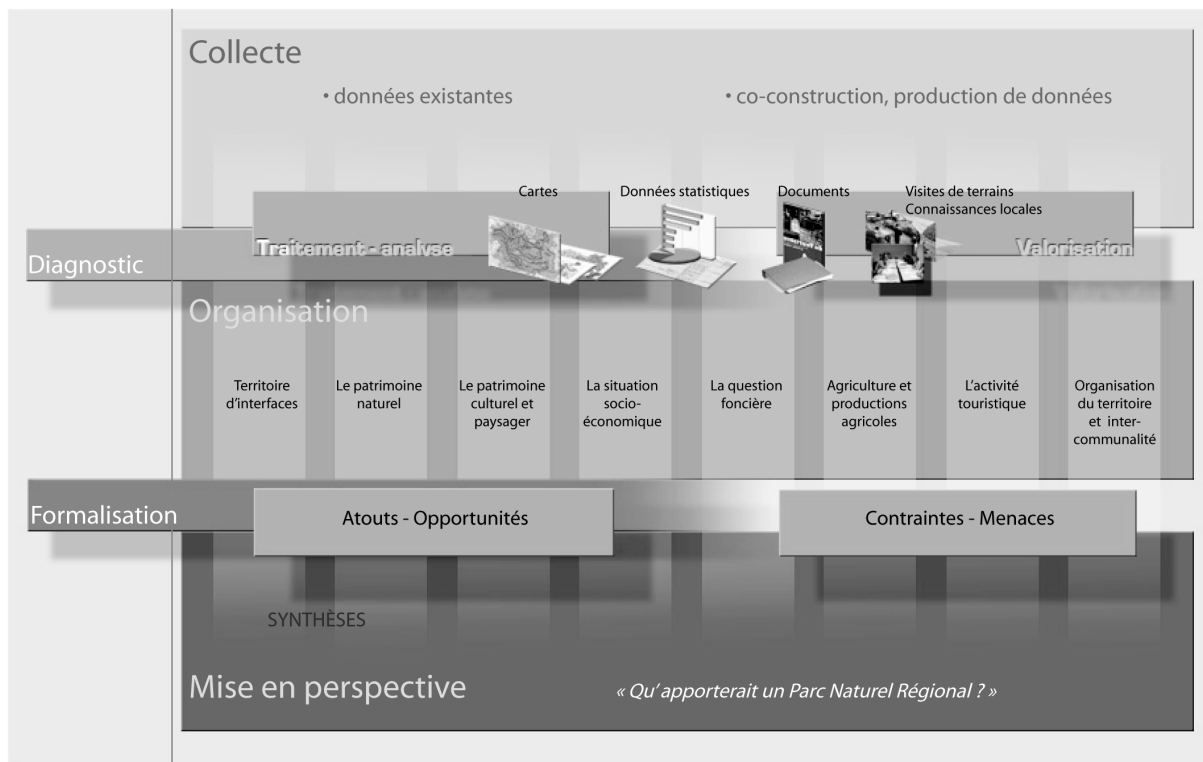 Collecte
• données existantes
• co-construction, production de données
Cartes
Données statistiques
Documents
Visites de terrains
Connaissances locales
Traitement - analyse
Valorisation
Diagnostic
Organisation
Territoire
d'interfaces
Le patrimoine
naturel
Le patrimoine
culturel et
paysager
La situation
socio-
économique
La question
foncière
Agriculture et
productions
agricoles
L'activité
touristique
Organisation
du territoire
et inter-
communalité
Formalisation
Atouts - Opportunités
Contraintes - Menaces
SYNTHÈSES
Mise en perspective
« Qu'apporterait un Parc Naturel Régional ? »